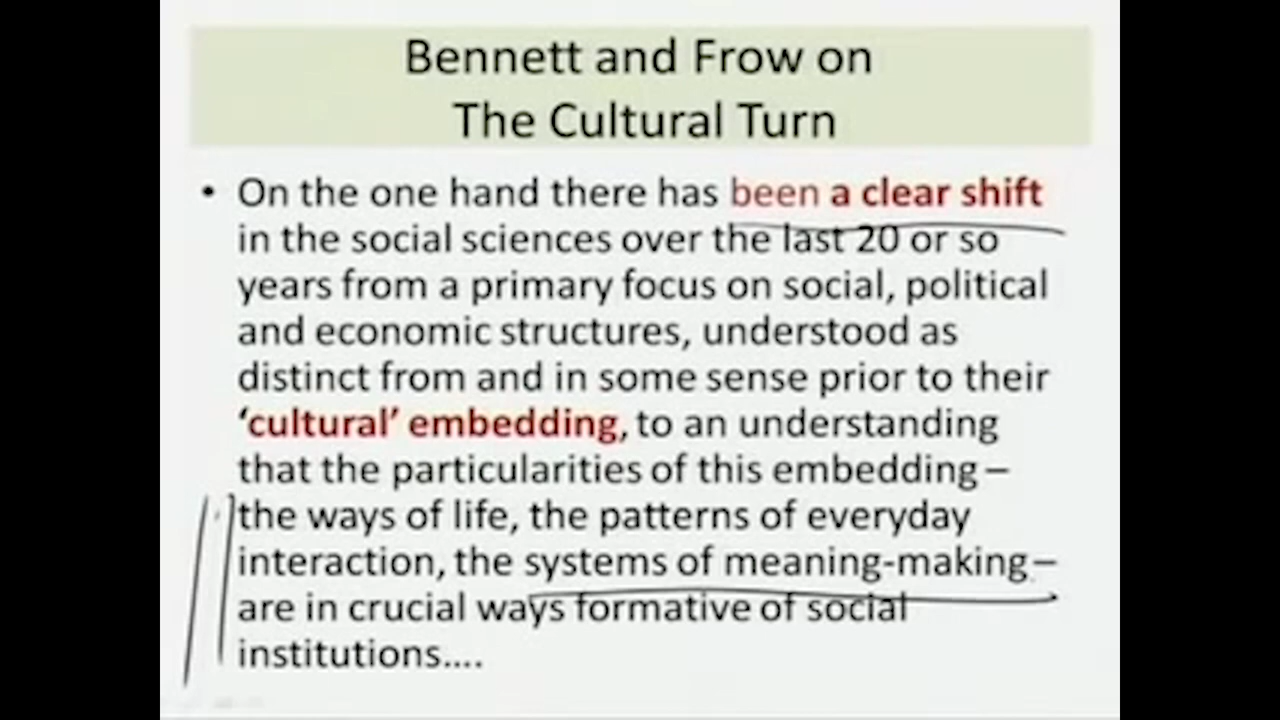 Bennett and Frow on
The Cultural Turn
• On the one hand there has been a clear shift
in the social sciences over the last 20 or so
years from a primary focus on social, political
and economic structures, understood as
distinct from and in some sense prior to their
‘cultural’ embedding, to an understanding
that the particularities of this embedding –
the ways of life, the patterns of everyday
interaction, the systems of meaning-making –
are in crucial ways formative of social
institutions....